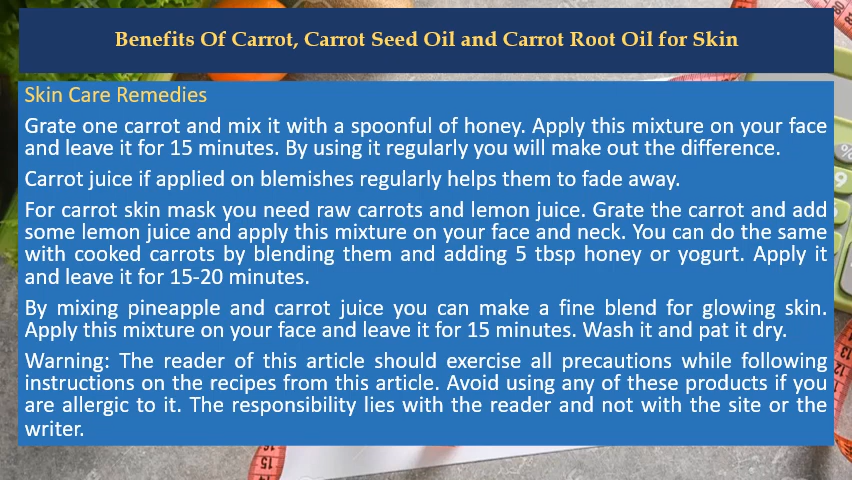 Benefits Of Carrot, Carrot Seed Oil and Carrot Root Oil for Skin
Skin Care Remedies
Grate one carrot and mix it with a spoonful of honey. Apply this mixture on your face
and leave it for 15 minutes. By using it regularly you will make out the difference.
Carrot juice if applied on blemishes regularly helps them to fade away.
For carrot skin mask you need raw carrots and lemon juice. Grate the carrot and add
some lemon juice and apply this mixture on your face and neck. You can do the same
with cooked carrots by blending them and adding 5 tbsp honey or yogurt. Apply it
and leave it for 15-20 minutes.
By mixing pineapple and carrot juice you can make a fine blend for glowing skin.
Apply this mixture on your face and leave it for 15 minutes. Wash it and pat it dry.
Warning: The reader of this article should exercise all precautions while following
instructions on the recipes from this article. Avoid using any of these products if you
are allergic to it. The responsibility lies with the reader and not with the site or the
writer.
80
81
%
9
15